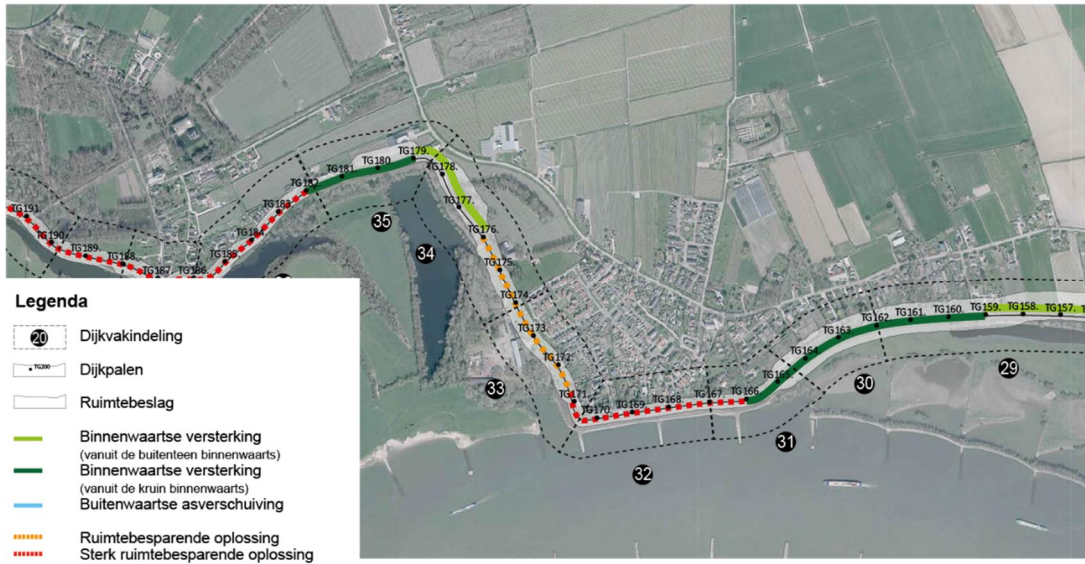 TG191.
TG190.
TG189.
TG188.
TG187.
TG186.
TG185.
TG184.
TG183.
TG182.
TG181.
TG180.
TG179.
TG178.
TG177.
TG176.
TG175.
TG174.
TG173.
TG172.
TG171.
TG170.
TG169.
TG168.
TG167.
TG166.
TG165.
TG164.
TG163.
TG162.
TG161.
TG160.
TG159.
TG158.
TG157.
35
34
33
32
31
30
29
Legenda
20 Dijkvakindeling
TG200 Dijkpalen
Ruimtebeslag
Binnenwaartse versterking
(vanuit de buitenteen binnenwaarts)
Binnenwaartse versterking
(vanuit de kruin binnenwaarts)
Buitenwaartse asverschuiving
Ruimtebesparende oplossing
Sterk ruimtebesparende oplossing